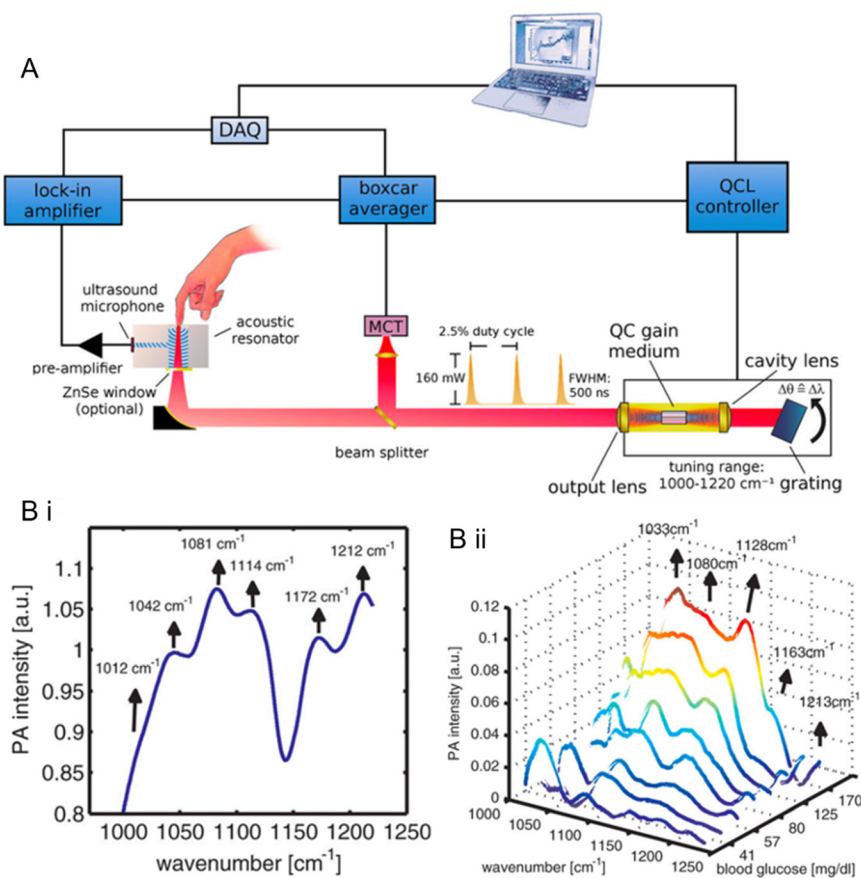 A
DAQ
lock-in
amplifier
boxcar
averager
QCL
controller
ultrasound
microphone
acoustic
resonator
pre-amplifier
ZnSe window
(optional)
MCT
beam splitter
2.5% duty cycle
160 mW
FWHM:
500 ns
QC gain
medium
cavity lens
Δθ ≙ Δλ
output lens
tuning range:
1000-1220 cm⁻¹
grating
B i
PA intensity [a.u.]
1.1
1.05
1
0.95
0.9
0.85
0.8
1012 cm⁻¹
1042 cm⁻¹
1081 cm⁻¹
1114 cm⁻¹
1172 cm⁻¹
1212 cm⁻¹
1000 1050 1100 1150 1200 1250
wavenumber [cm⁻¹]
B ii
PA intensity [a.u.]
0.12
0.1
0.08
0.06
0.04
0.02
0
1033cm⁻¹
1080cm⁻¹
1128cm⁻¹
1163cm⁻¹
1213cm⁻¹
1000
1050
1100
1150
1200
1250
wavenumber [cm⁻¹]
41
57
80
125
170
blood glucose [mg/dl]